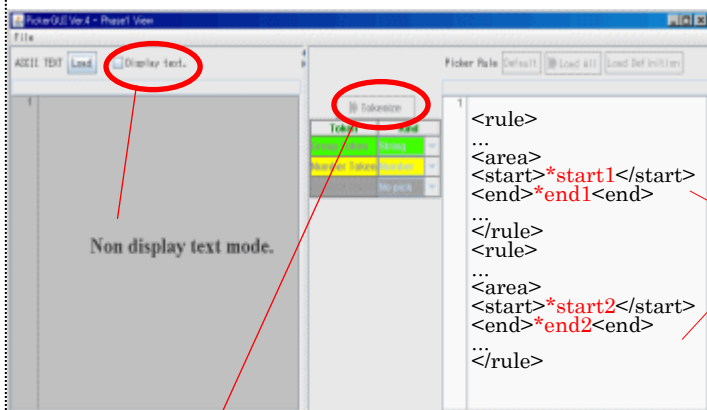 PickerGUI Ver.4 - Phase1 View
File
ASCII TEXT Load Display text.
Picker Rule Default Load All Load Definition
1
Tokenize
Token Kind
String
Number Token Number
No pick
Non display text mode.
1
<rule>
...
<area>
<start>*start1</start>
<end>*end1<end>
...
</rule>
<rule>
...
<area>
<start>*start2</start>
<end>*end2<end>
...
</rule>